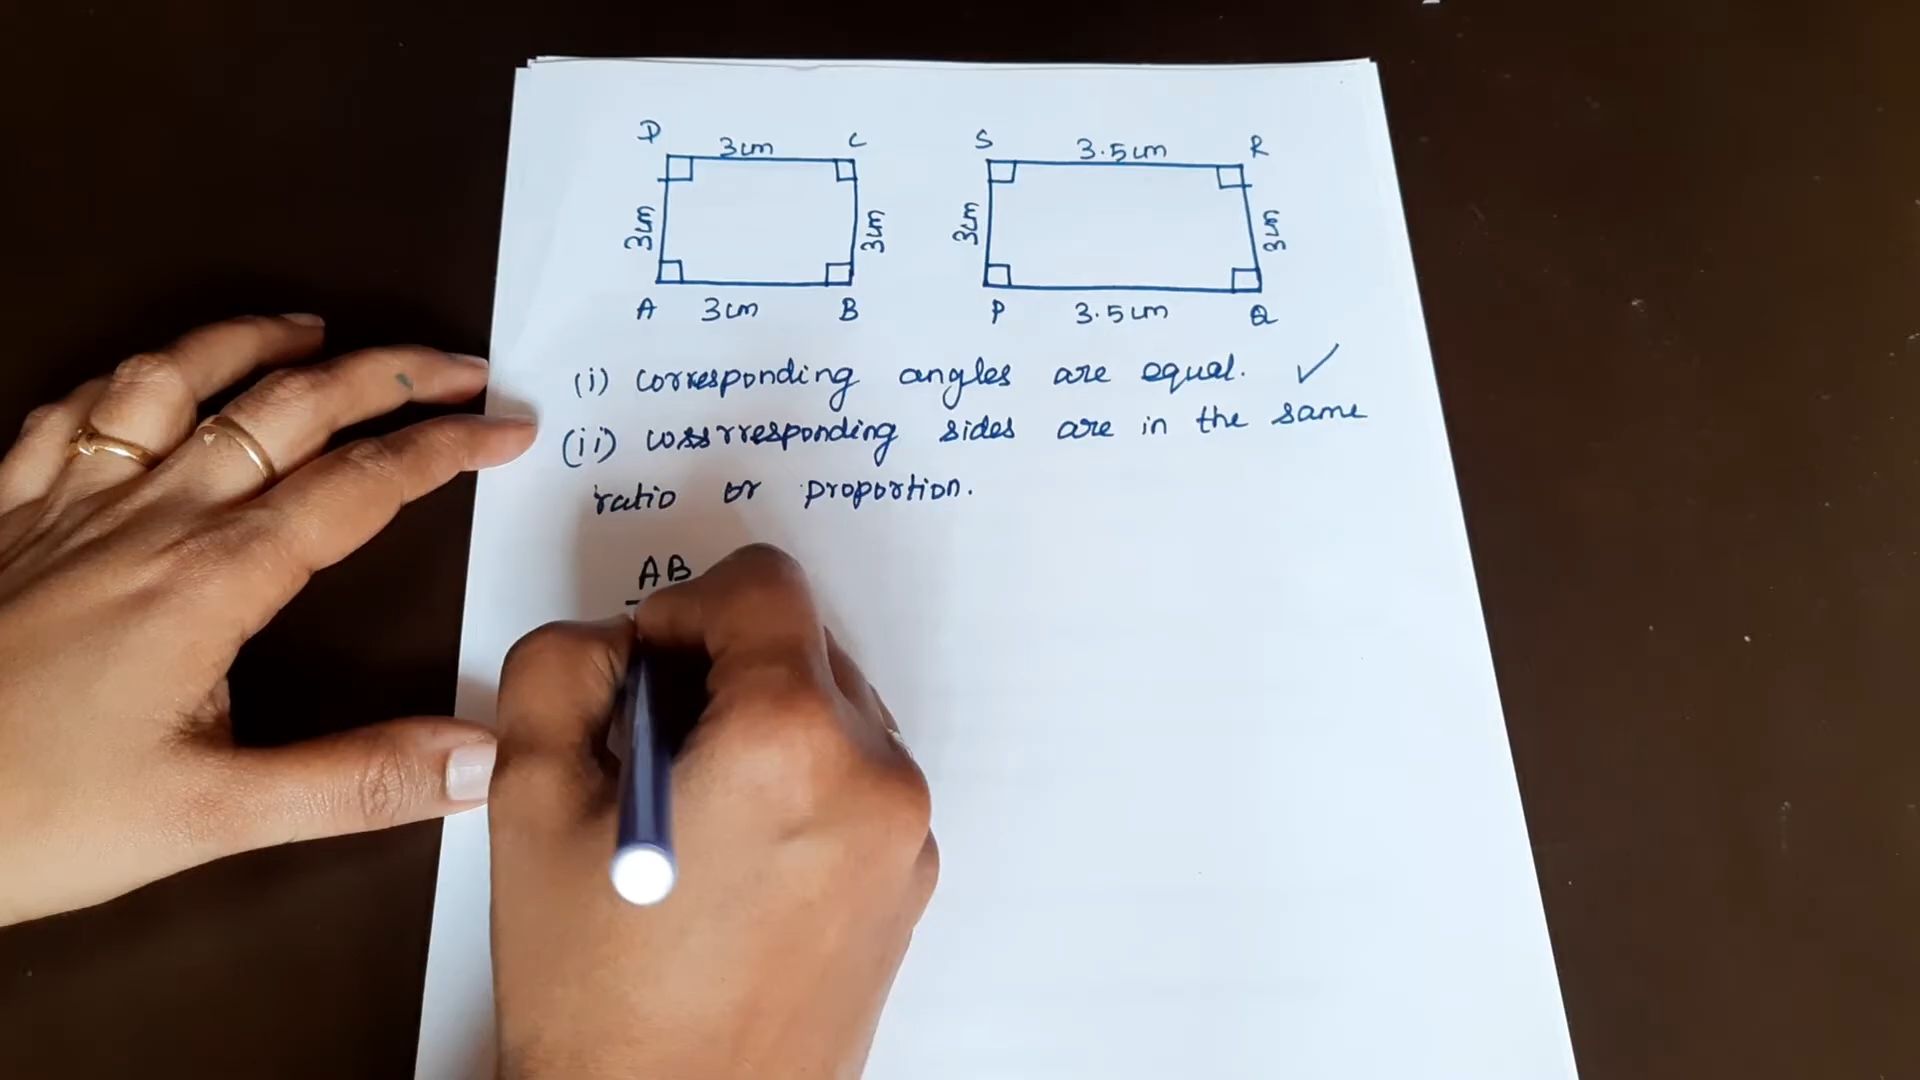 D 3cm C S 3.5cm R
3cm 3cm 3cm 3cm
A 3cm B P 3.5cm Q
(i) corresponding angles are equal. ✓
(ii) corresponding sides are in the same
ratio or proportion.
AB